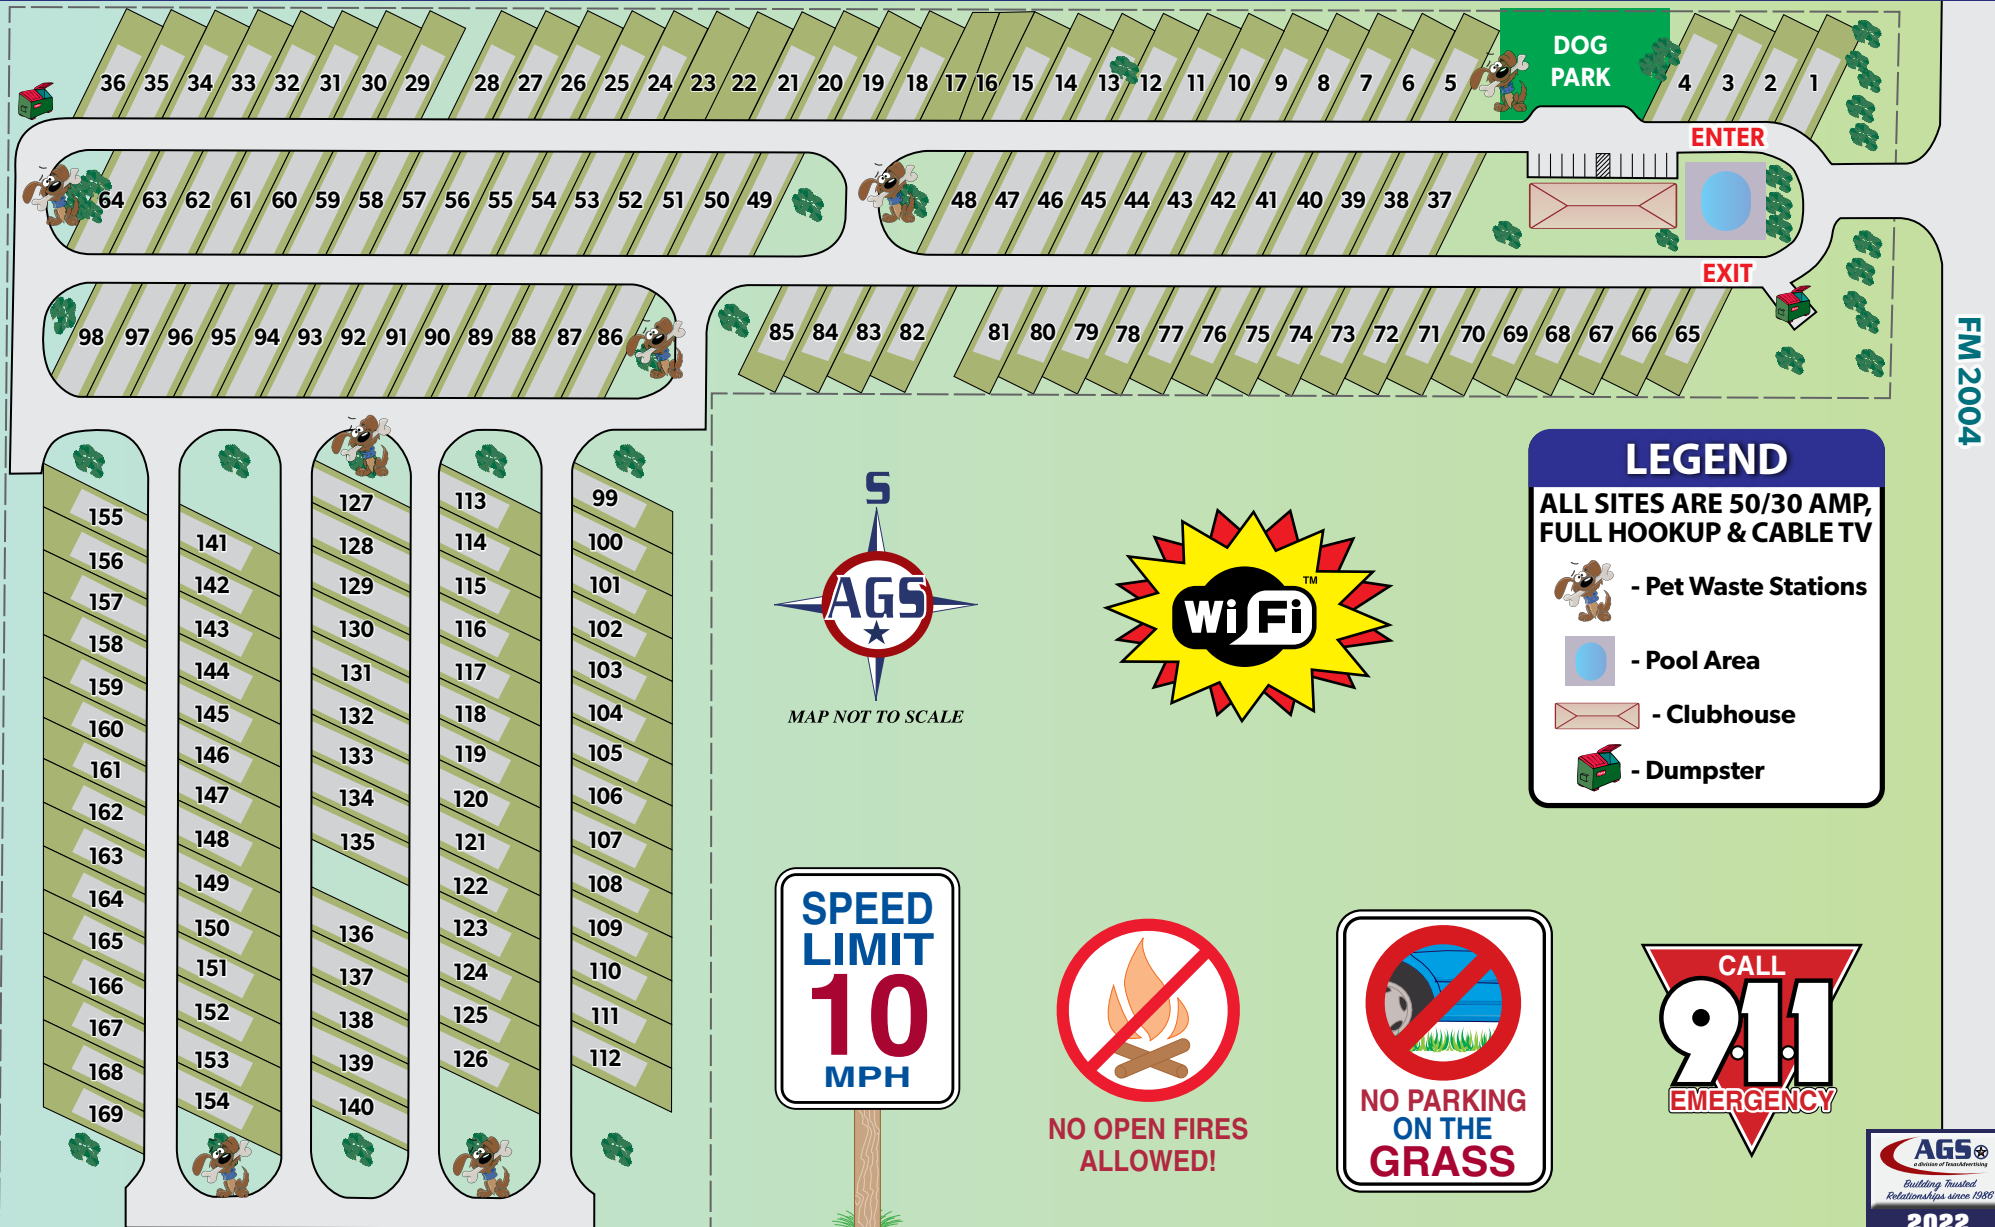 36 35 34 33 32 31 30 29 28 27 26 25 24 23 22 21 20 19 18 17 16 15 14 13 12 11 10 9 8 7 6 5
DOG
PARK
4 3 2 1
ENTER
64 63 62 61 60 59 58 57 56 55 54 53 52 51 50 49
48 47 46 45 44 43 42 41 40 39 38 37
EXIT
98 97 96 95 94 93 92 91 90 89 88 87 86
85 84 83 82 81 80 79 78 77 76 75 74 73 72 71 70 69 68 67 66 65
FM 2004
155
156
157
158
159
160
161
162
163
164
165
166
167
168
169
141
142
143
144
145
146
147
148
149
150
151
152
153
154
127
128
129
130
131
132
133
134
135
136
137
138
139
140
113
114
115
116
117
118
119
120
121
122
123
124
125
126
99
100
101
102
103
104
105
106
107
108
109
110
111
112
S
AGS
MAP NOT TO SCALE
Wi Fi TM
LEGEND
ALL SITES ARE 50/30 AMP,
FULL HOOKUP & CABLE TV
- Pet Waste Stations
- Pool Area
- Clubhouse
- Dumpster
SPEED
LIMIT
10
MPH
NO OPEN FIRES
ALLOWED!
NO PARKING
ON THE
GRASS
CALL
9·1·1
EMERGENCY
AGS
a division of TexasAdvertising
Building Trusted
Relationships since 1986
2022